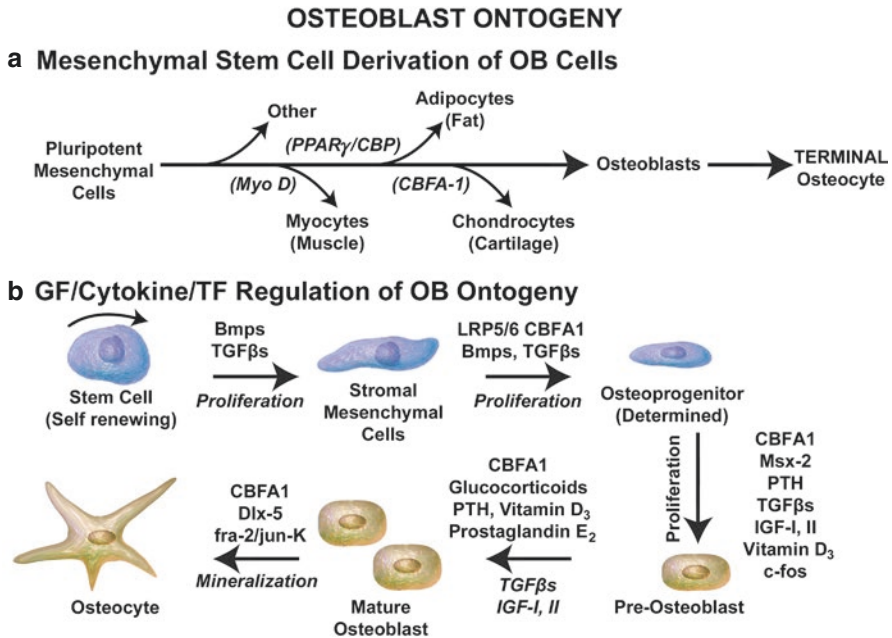 OSTEOBLAST ONTOGENY
a Mesenchymal Stem Cell Derivation of OB Cells
Pluripotent
Mesenchymal
Cells
Other
(PPARγ/CBP)
Adipocytes
(Fat)
(Myo D)
Myocytes
(Muscle)
(CBFA-1)
Chondrocytes
(Cartilage)
Osteoblasts
TERMINAL
Osteocyte
b GF/Cytokine/TF Regulation of OB Ontogeny
Stem Cell
(Self renewing)
Bmps
TGFβs
Proliferation
Stromal
Mesenchymal
Cells
LRP5/6 CBFA1
Bmps, TGFβs
Proliferation
Osteoprogenitor
(Determined)
Proliferation
CBFA1
Msx-2
PTH
TGFβs
IGF-I, II
Vitamin D₃
c-fos
Pre-Osteoblast
CBFA1
Glucocorticoids
PTH, Vitamin D₃
Prostaglandin E₂
TGFβs
IGF-I, II
Mature
Osteoblast
CBFA1
Dlx-5
fra-2/jun-K
Mineralization
Osteocyte